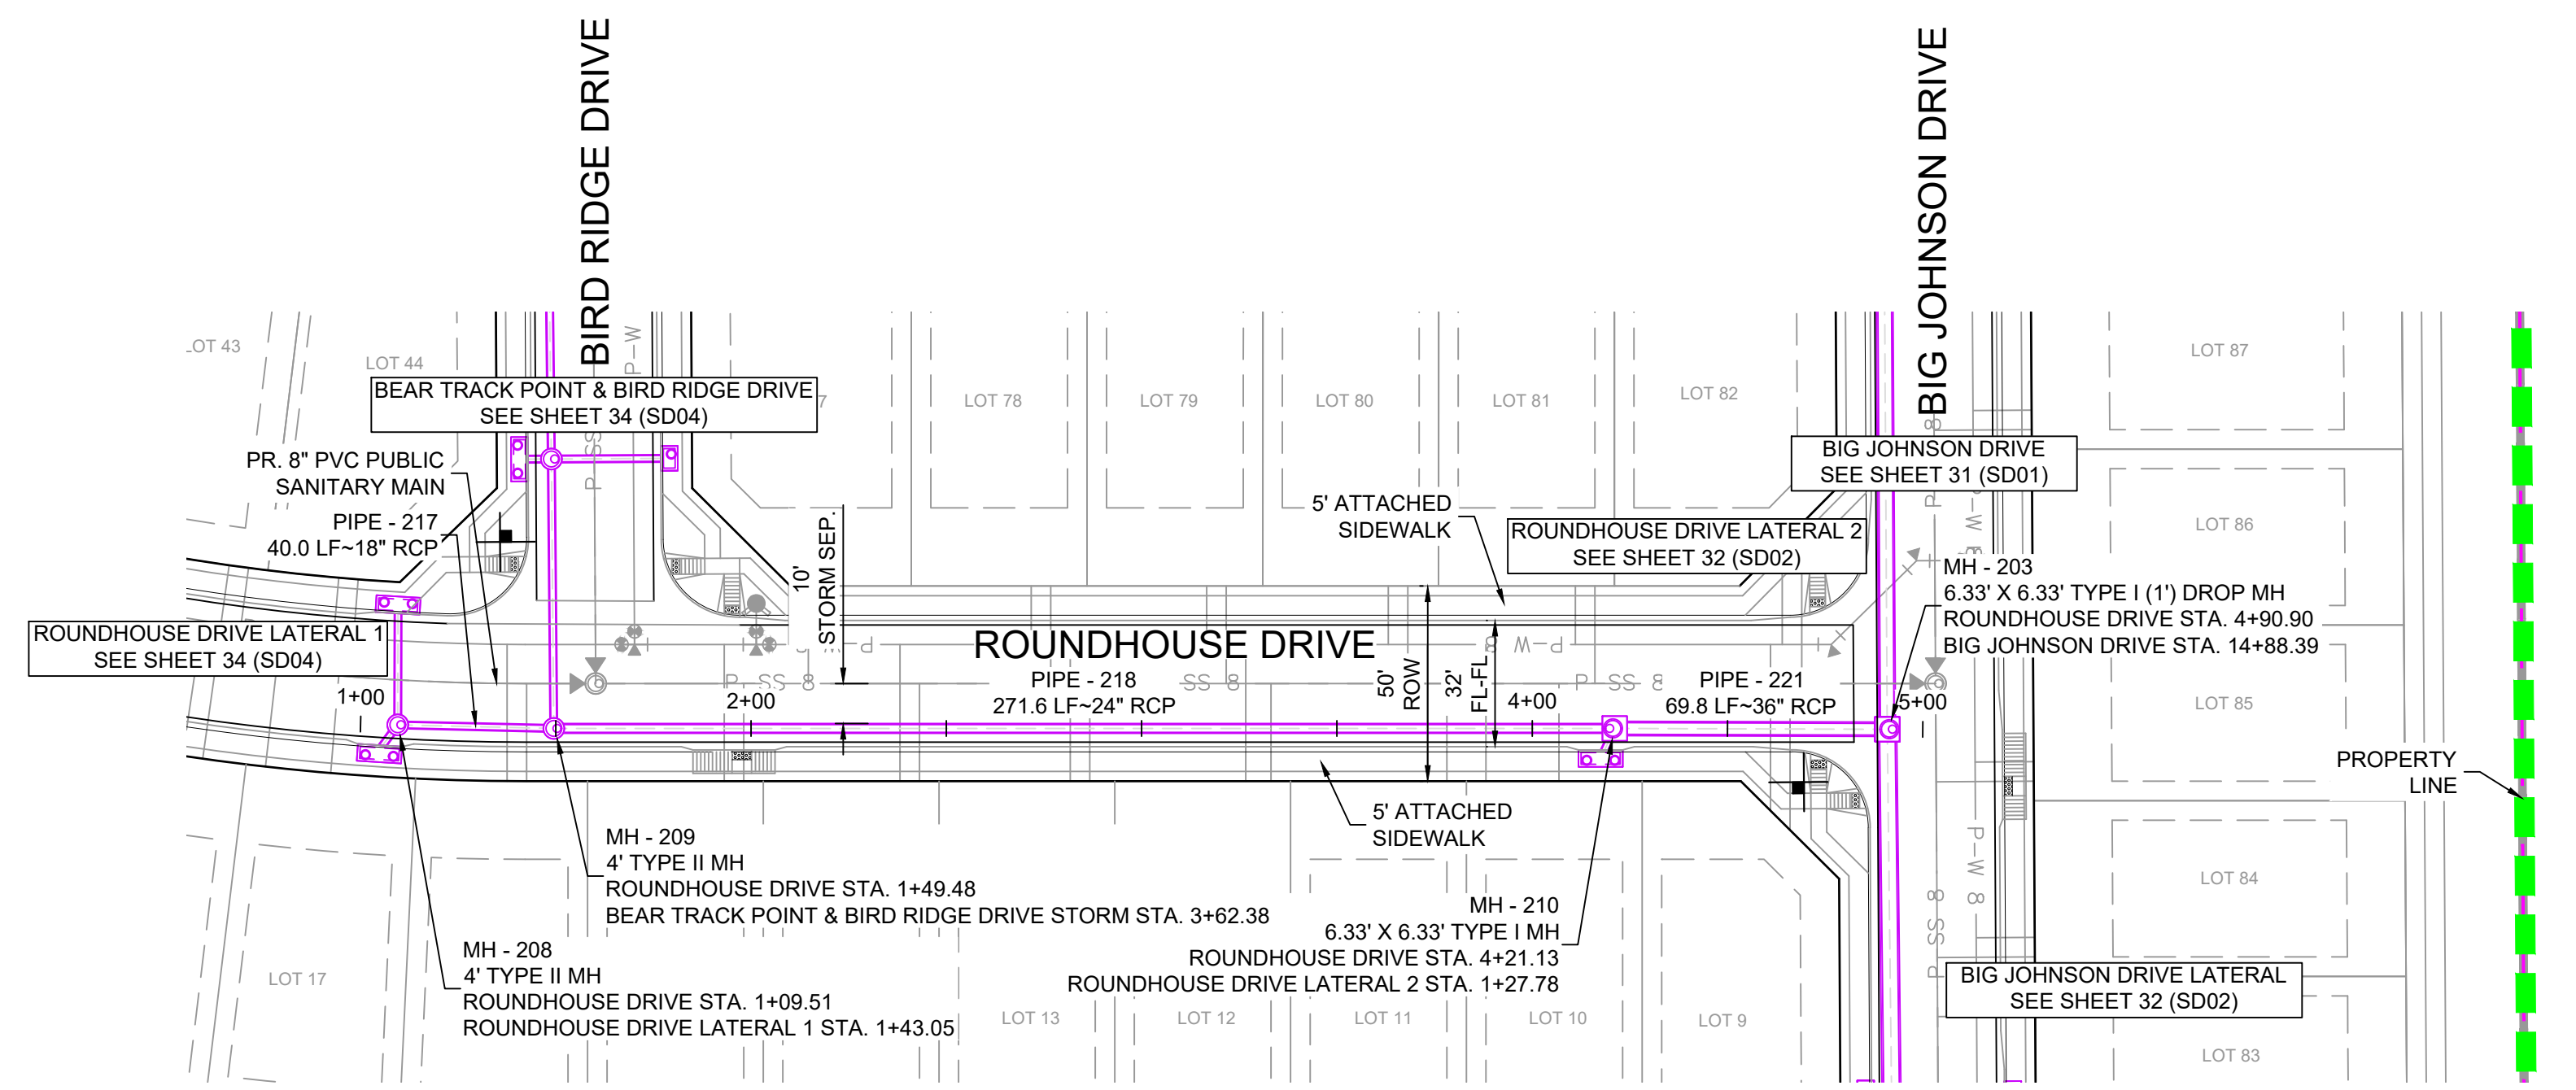 BIRD RIDGE DRIVE
BIG JOHNSON DRIVE
LOT 44
LOT 78
LOT 79
LOT 80
LOT 81
LOT 82
LOT 87
BEAR TRACK POINT & BIRD RIDGE DRIVE
SEE SHEET 34 (SD04)
PR. 8" PVC PUBLIC
SANITARY MAIN
PIPE - 217
40.0 LF~18" RCP
10'
STORM SEP.
5' ATTACHED
SIDEWALK
ROUNDHOUSE DRIVE LATERAL 2
SEE SHEET 32 (SD02)
BIG JOHNSON DRIVE
SEE SHEET 31 (SD01)
LOT 86
MH - 203
6.33' X 6.33' TYPE I (1') DROP MH
ROUNDHOUSE DRIVE STA. 4+90.90
BIG JOHNSON DRIVE STA. 14+88.39
ROUNDHOUSE DRIVE LATERAL 1
SEE SHEET 34 (SD04)
ROUNDHOUSE DRIVE
1+00
2+00
PIPE - 218
271.6 LF~24" RCP
50'
ROW
32'
FL-FL
4+00
PIPE - 221
69.8 LF~36" RCP
5+00
LOT 85
PROPERTY
LINE
5' ATTACHED
SIDEWALK
MH - 209
4' TYPE II MH
ROUNDHOUSE DRIVE STA. 1+49.48
BEAR TRACK POINT & BIRD RIDGE DRIVE STORM STA. 3+62.38
MH - 208
4' TYPE II MH
ROUNDHOUSE DRIVE STA. 1+09.51
ROUNDHOUSE DRIVE LATERAL 1 STA. 1+43.05
MH - 210
6.33' X 6.33' TYPE I MH
ROUNDHOUSE DRIVE STA. 4+21.13
ROUNDHOUSE DRIVE LATERAL 2 STA. 1+27.78
LOT 84
BIG JOHNSON DRIVE LATERAL
SEE SHEET 32 (SD02)
LOT 17
LOT 13
LOT 12
LOT 11
LOT 10
LOT 9
LOT 83
P-W 8
8 SS